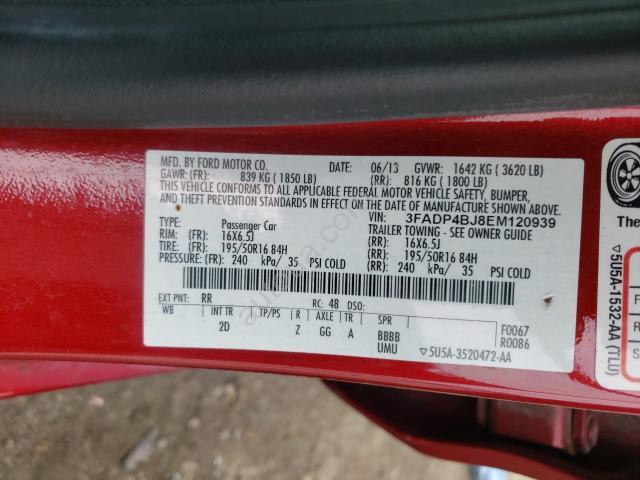 MFD. BY FORD MOTOR CO.
DATE: 06/13 GVWR: 1642 KG ( 3620 LB)
GAWR: (FR): 839 KG ( 1850 LB) (RR): 816 KG ( 1800 LB)
THIS VEHICLE CONFORMS TO ALL APPLICABLE FEDERAL MOTOR VEHICLE SAFETY, BUMPER,
AND THEFT PREVENTION STANDARDS IN EFFECT ON THE DATE OF MANUFACTURE SHOWN ABOVE.
VIN: 3FADP4BJ8EM120939
TYPE: Passenger Car TRAILER TOWING - SEE OWNER GUIDE
RIM: (FR): 16X6.5J (RR): 16X6.5J
TIRE: (FR): 195/50R16 84H (RR): 195/50R16 84H
PRESSURE: (FR): 240 kPa/ 35 PSI COLD (RR): 240 kPa/ 35 PSI COLD
EXT PNT: RR RC: 48 DSO:
WB INT TR TP/PS R AXLE TR SPR
2D Z GG A BBBB
UMU
F0067
R0086
▽5U5A-3520472-AA
The
▽5U5A-1532-AA (TLU)
F
R
S